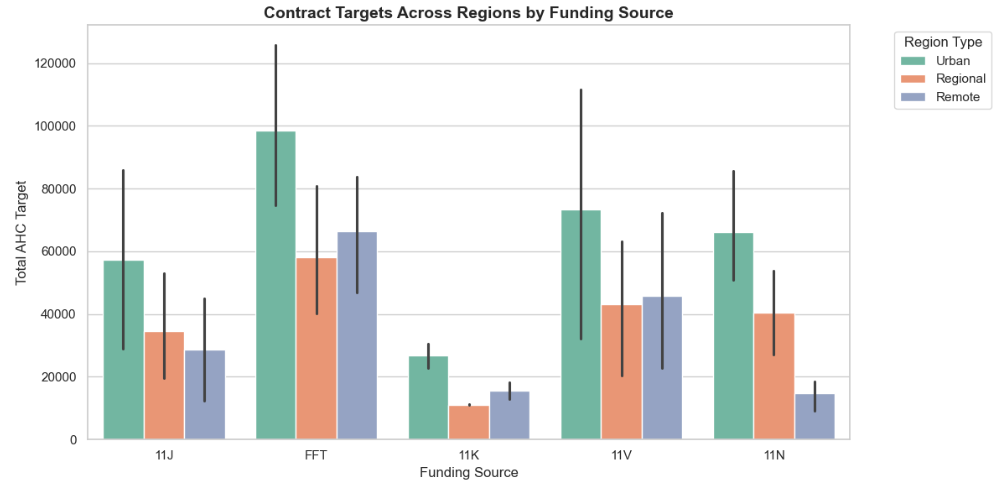 Contract Targets Across Regions by Funding Source
Region Type
Urban
Regional
Remote
Total AHC Target
120000
100000
80000
60000
40000
20000
0
11J
FFT
11K
11V
11N
Funding Source